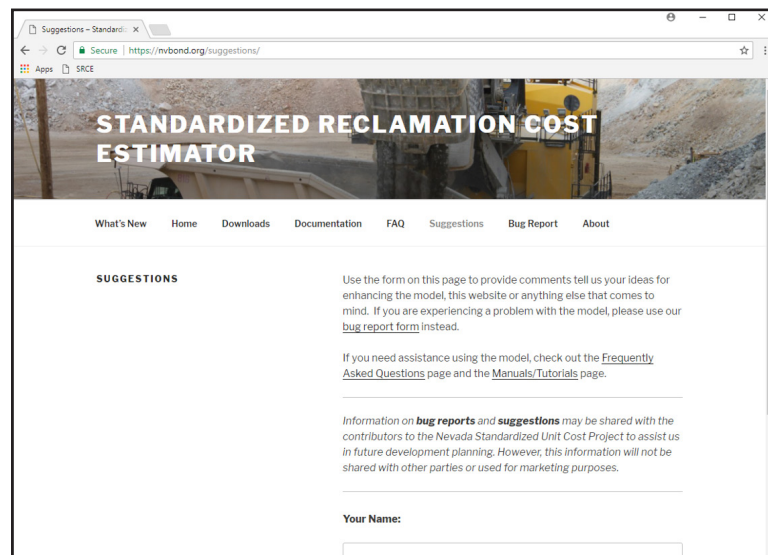 Suggestions – Standardi
Secure | https://nvbond.org/suggestions/
Apps SRCE
STANDARDIZED RECLAMATION COST
ESTIMATOR
What's New Home Downloads Documentation FAQ Suggestions Bug Report About
SUGGESTIONS
Use the form on this page to provide comments tell us your ideas for
enhancing the model, this website or anything else that comes to
mind. If you are experiencing a problem with the model, please use our
bug report form instead.
If you need assistance using the model, check out the Frequently
Asked Questions page and the Manuals/Tutorials page.
Information on bug reports and suggestions may be shared with the
contributors to the Nevada Standardized Unit Cost Project to assist us
in future development planning. However, this information will not be
shared with other parties or used for marketing purposes.
Your Name: